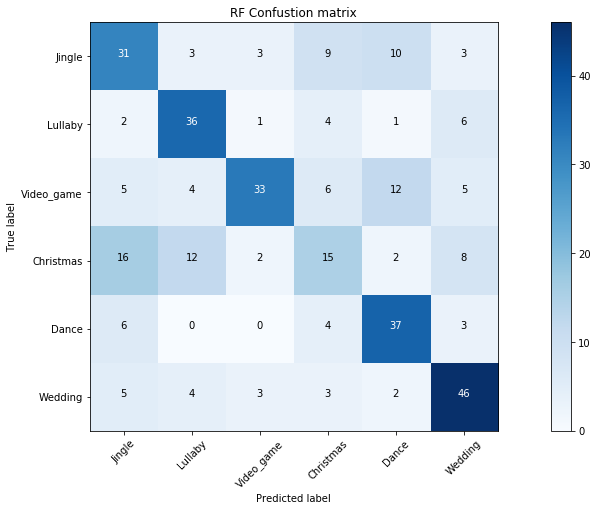 RF Confustion matrix
Jingle 31 3 3 9 10 3
Lullaby 2 36 1 4 1 6
Video_game 5 4 33 6 12 5
Christmas 16 12 2 15 2 8
Dance 6 0 0 4 37 3
Wedding 5 4 3 3 2 46
Jingle Lullaby Video_game Christmas Dance Wedding
True label
Predicted label
40
30
20
10
0